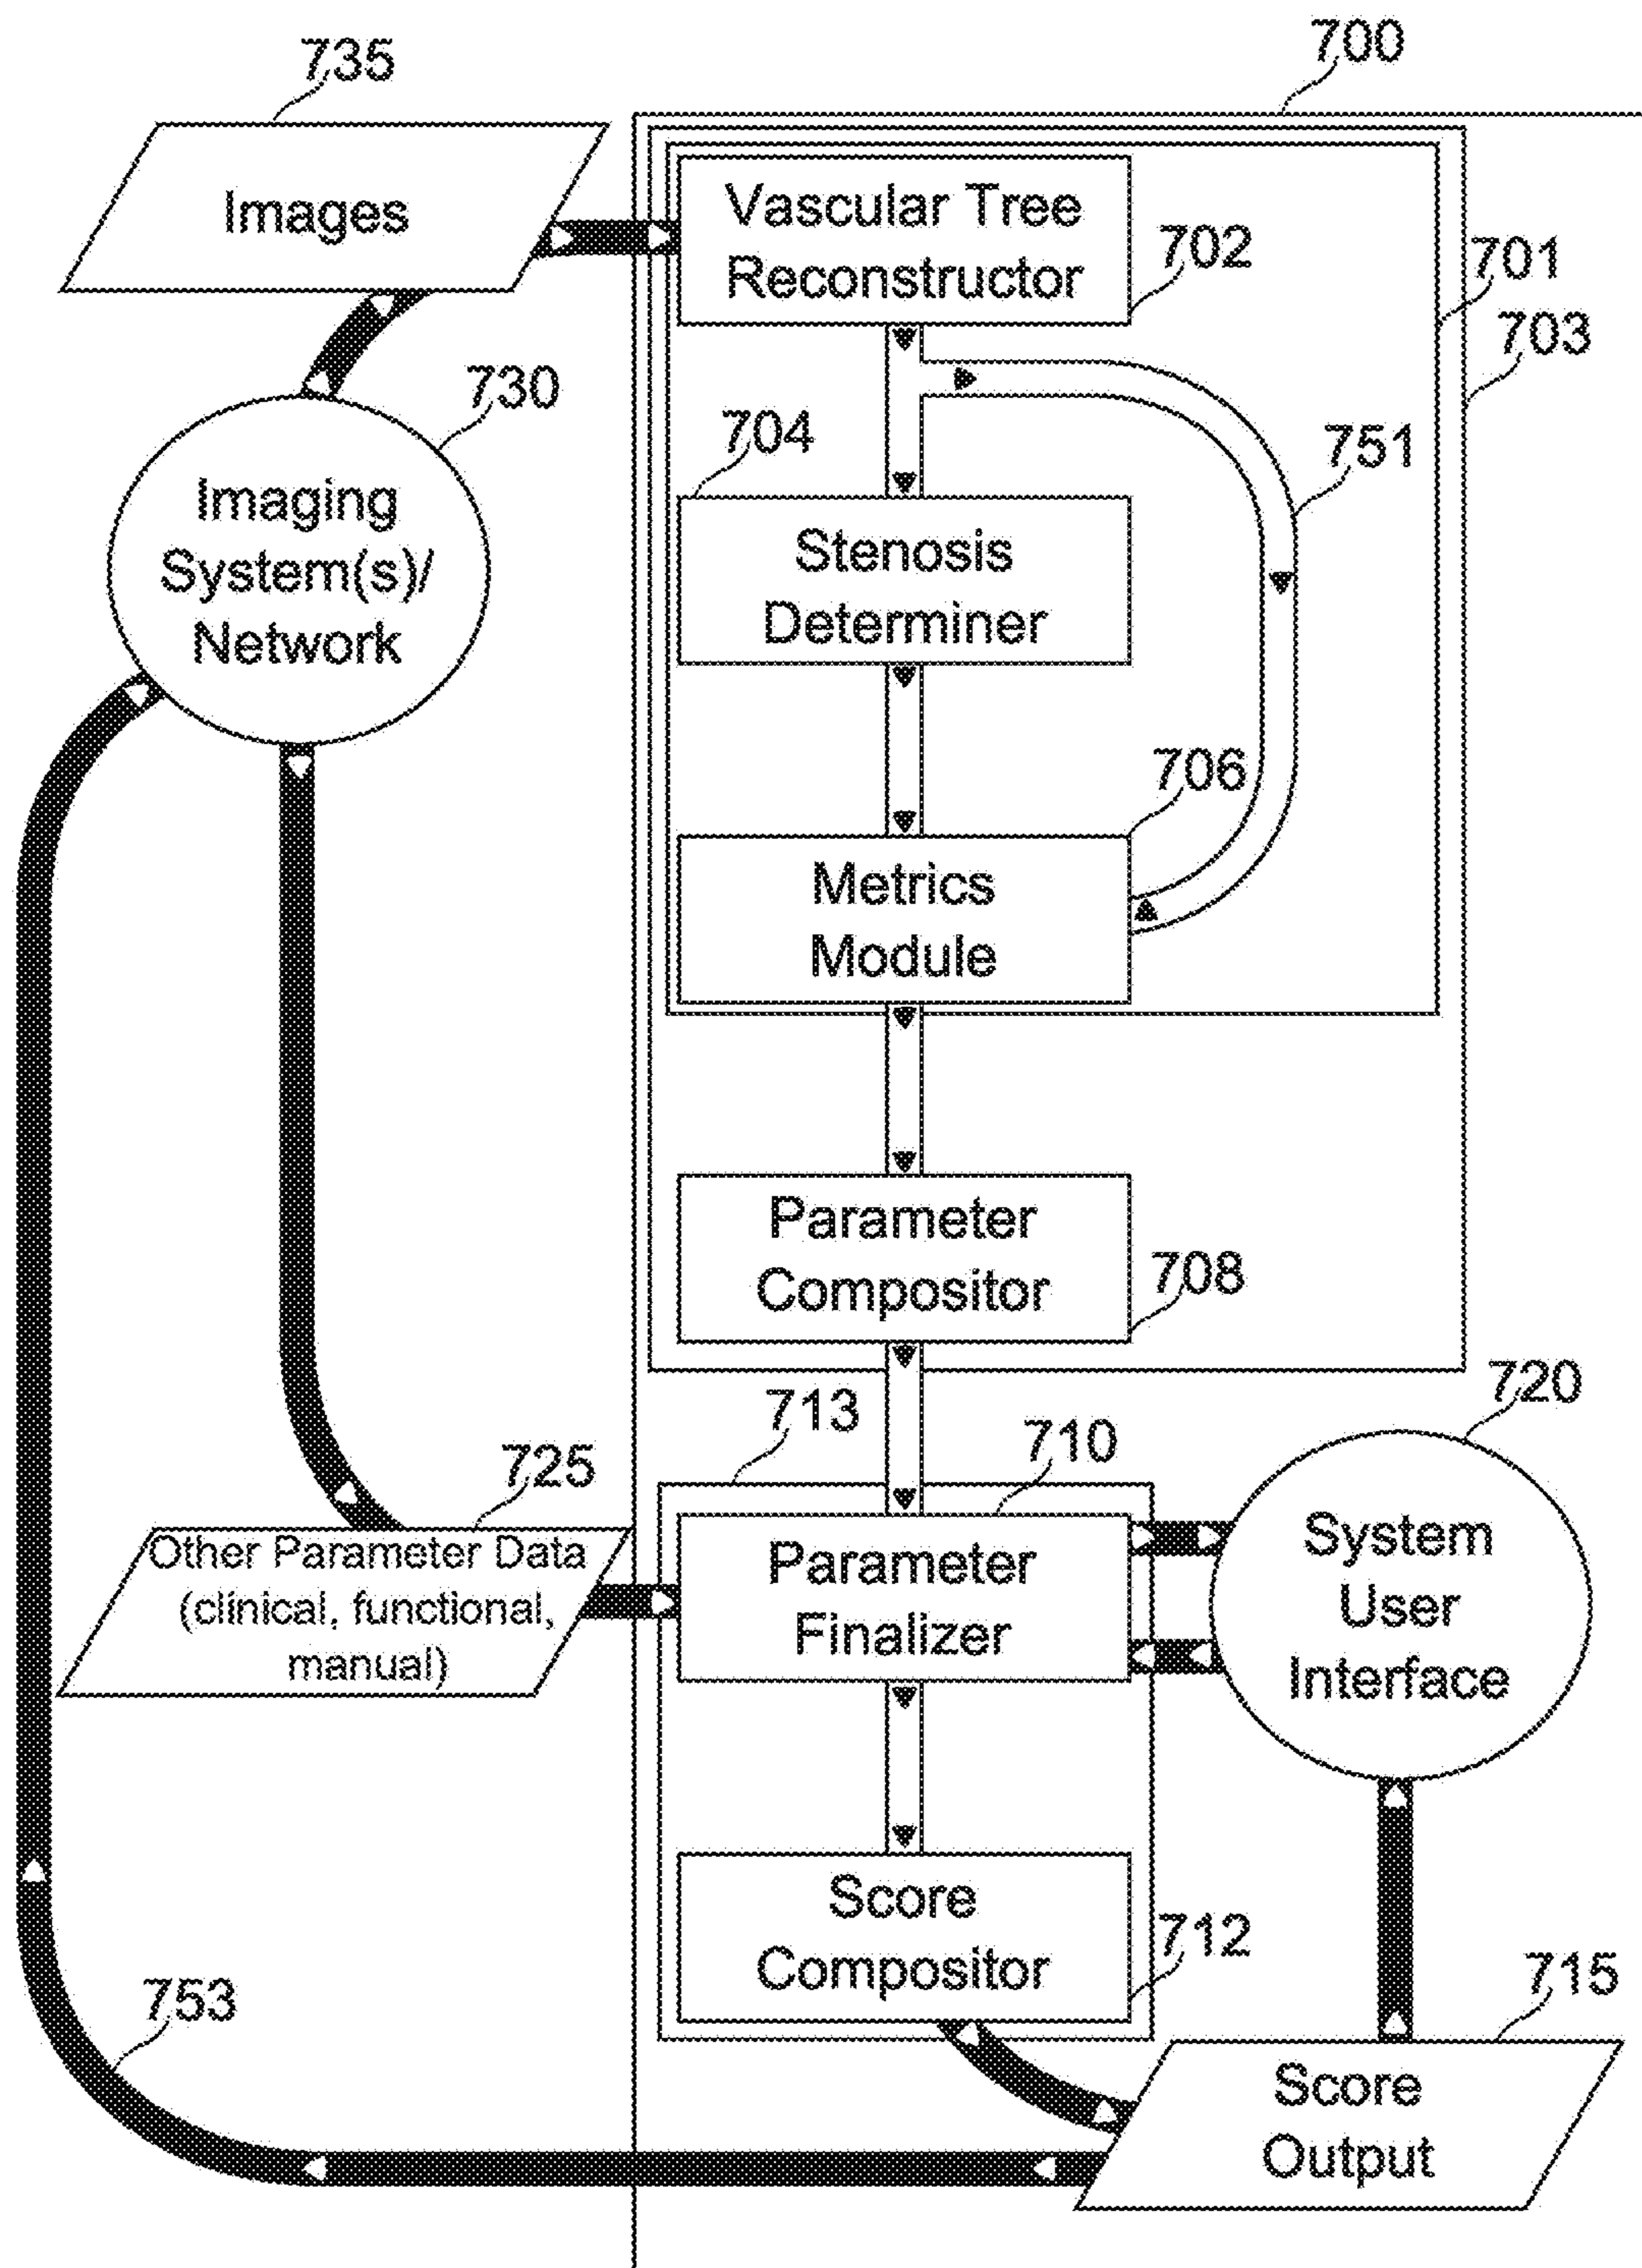 700
735
Images
Vascular Tree
Reconstructor
702
701
703
730
Imaging
System(s)/
Network
704
751
Stenosis
Determiner
706
Metrics
Module
Parameter
Compositor
708
713
710
720
725
Other Parameter Data
(clinical, functional,
manual)
Parameter
Finalizer
System
User
Interface
Score
Compositor
712
715
753
Score
Output